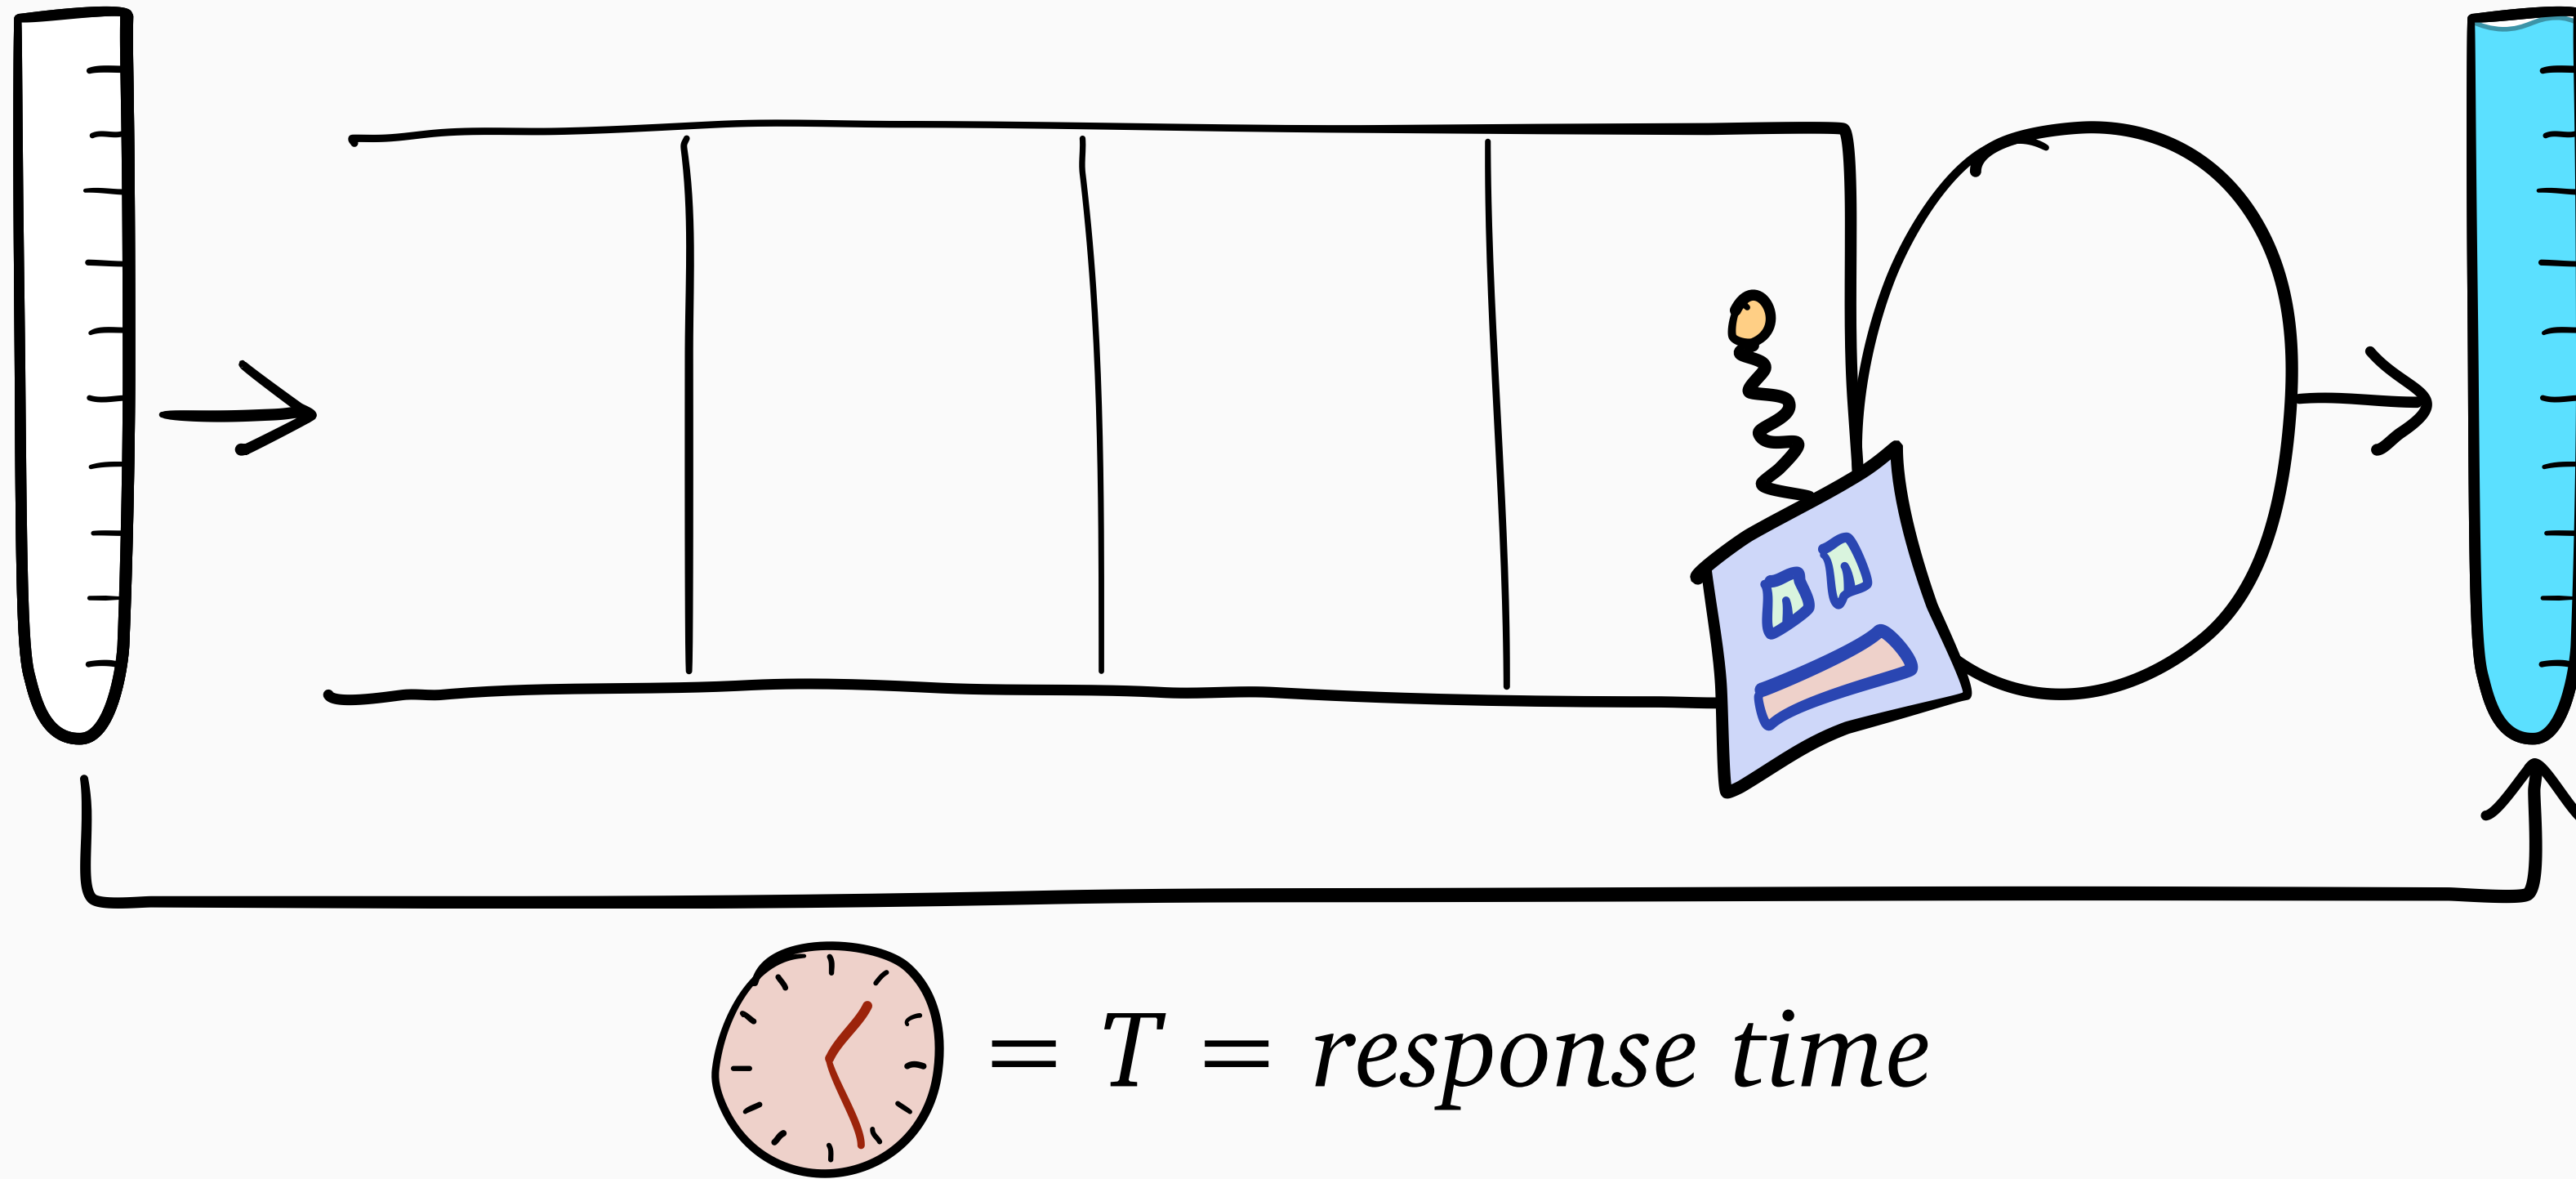 = T = response time